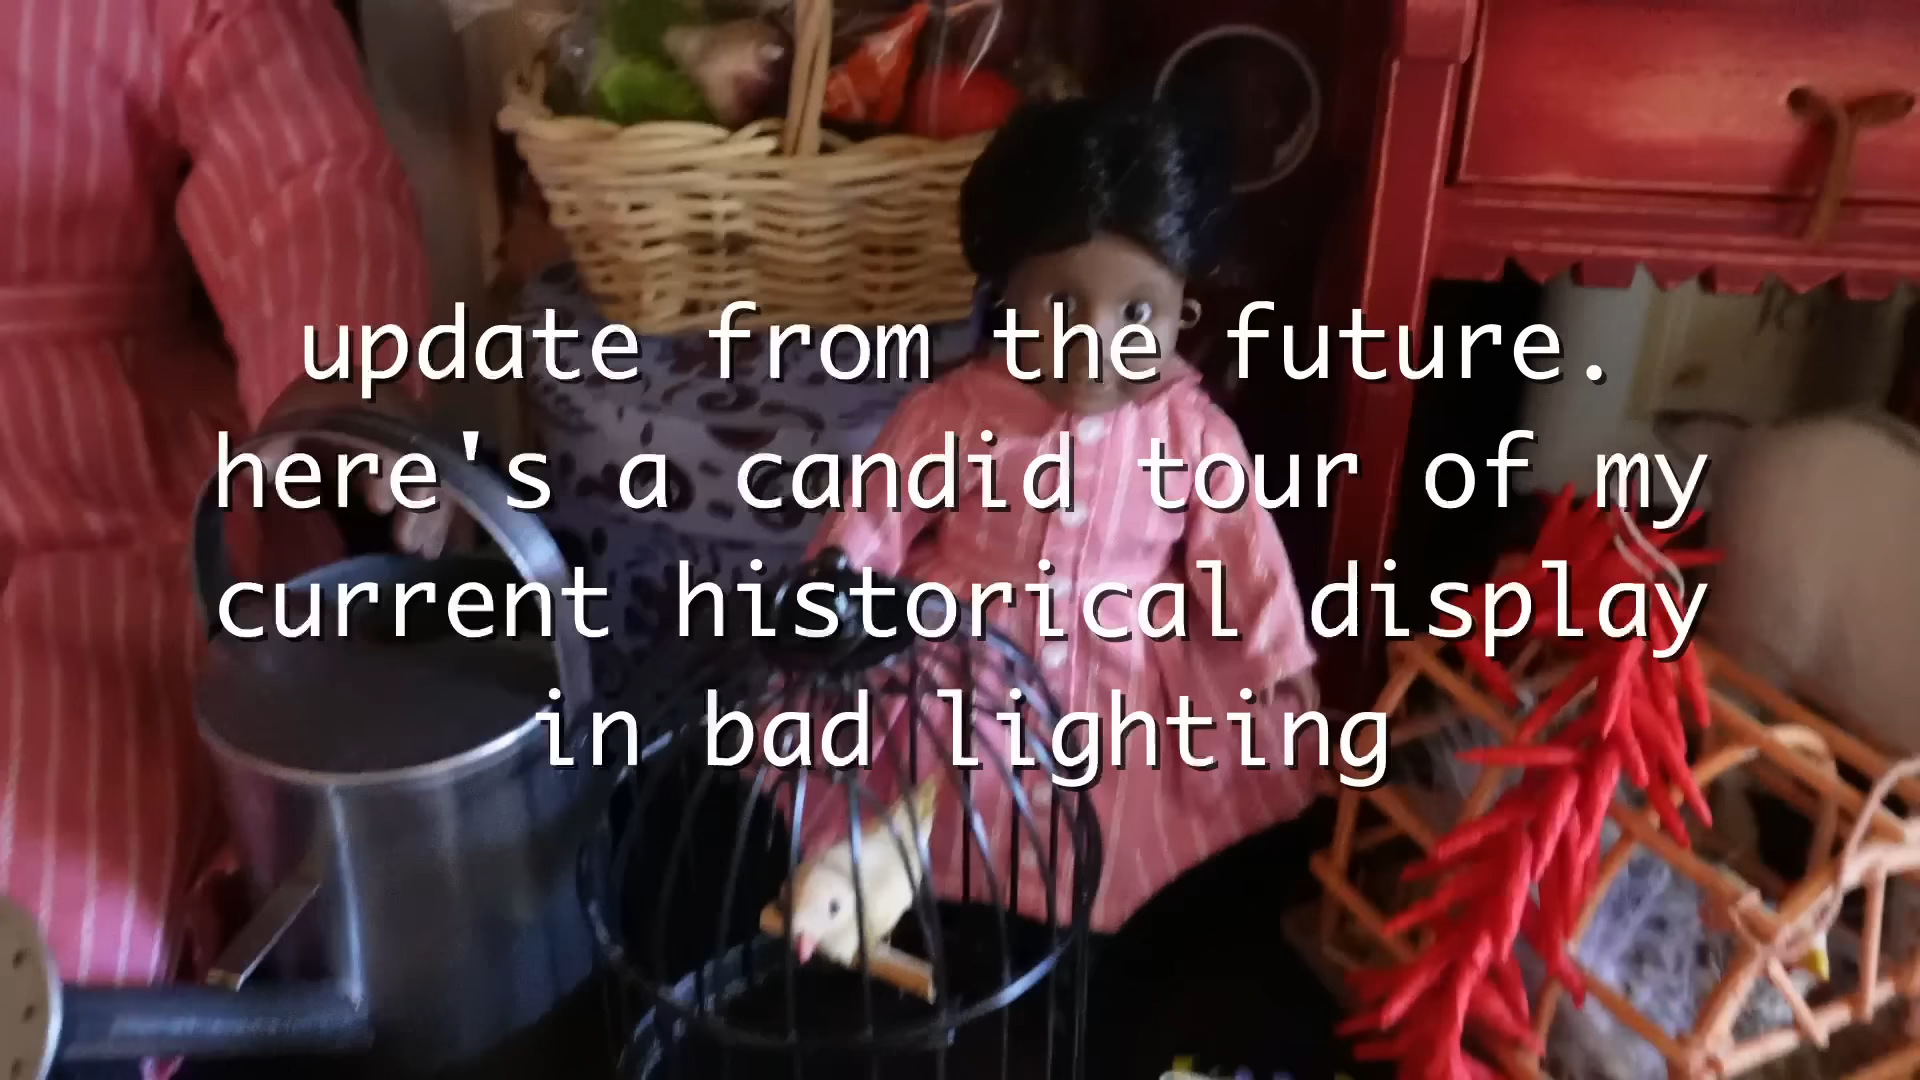 update from the future.
here's a candid tour of my
current historical display
in bad lighting